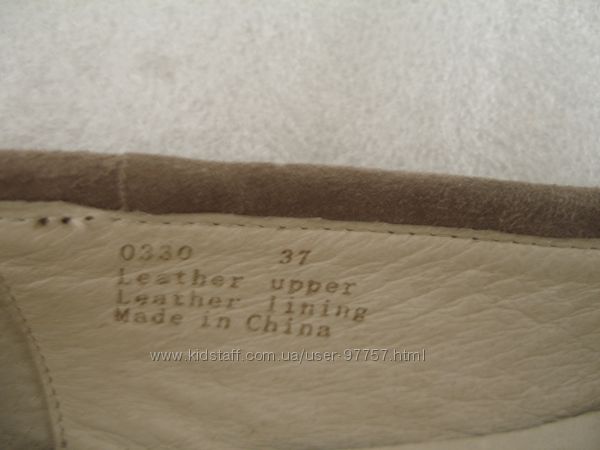 0330 37
Leather upper
Leather lining
Made in China
www.kidstaff.com.ua/user-97757.html